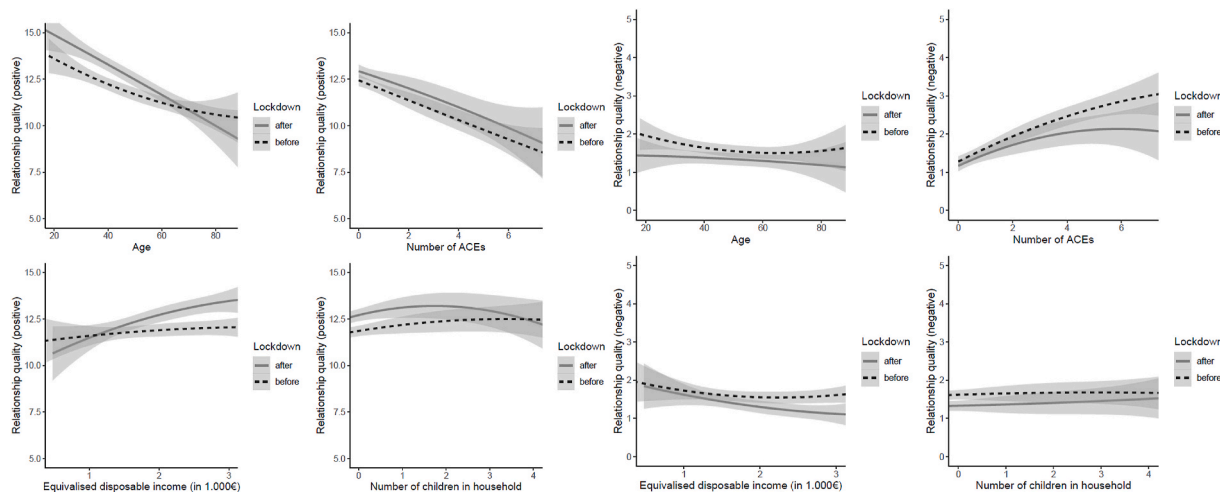 Relationship quality (positive)
15.0
12.5
10.0
7.5
5.0
20
40
60
80
Age
Lockdown
after
before
Relationship quality (positive)
15.0
12.5
10.0
7.5
5.0
0
2
4
6
Number of ACEs
Lockdown
after
before
Relationship quality (negative)
5
4
3
2
1
0
20
40
60
80
Age
Lockdown
after
before
Relationship quality (negative)
5
4
3
2
1
0
0
2
4
6
Number of ACEs
Lockdown
after
before
Relationship quality (positive)
15.0
12.5
10.0
7.5
5.0
1
2
3
Equivalised disposable income (in 1.000€)
Lockdown
after
before
Relationship quality (positive)
15.0
12.5
10.0
7.5
5.0
0
1
2
3
4
Number of children in household
Lockdown
after
before
Relationship quality (negative)
5
4
3
2
1
0
1
2
3
Equivalised disposable income (in 1.000€)
Lockdown
after
before
Relationship quality (negative)
5
4
3
2
1
0
0
1
2
3
4
Number of children in household
Lockdown
after
before